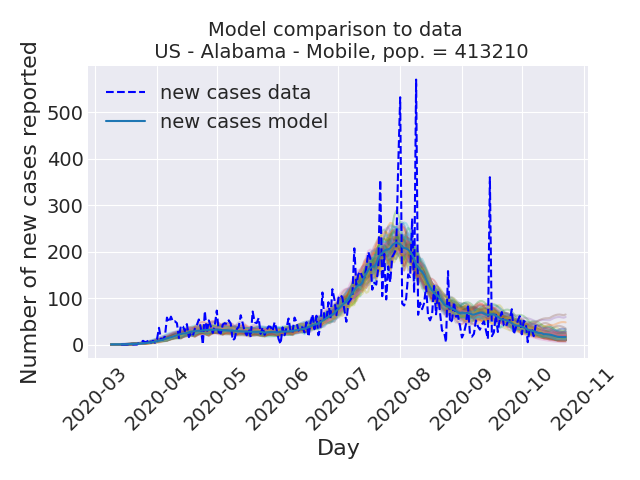 Model comparison to data
US - Alabama - Mobile, pop. = 413210
new cases data
new cases model
Number of new cases reported
500
400
300
200
100
0
2020-03
2020-04
2020-05
2020-06
2020-07
2020-08
2020-09
2020-10
2020-11
Day